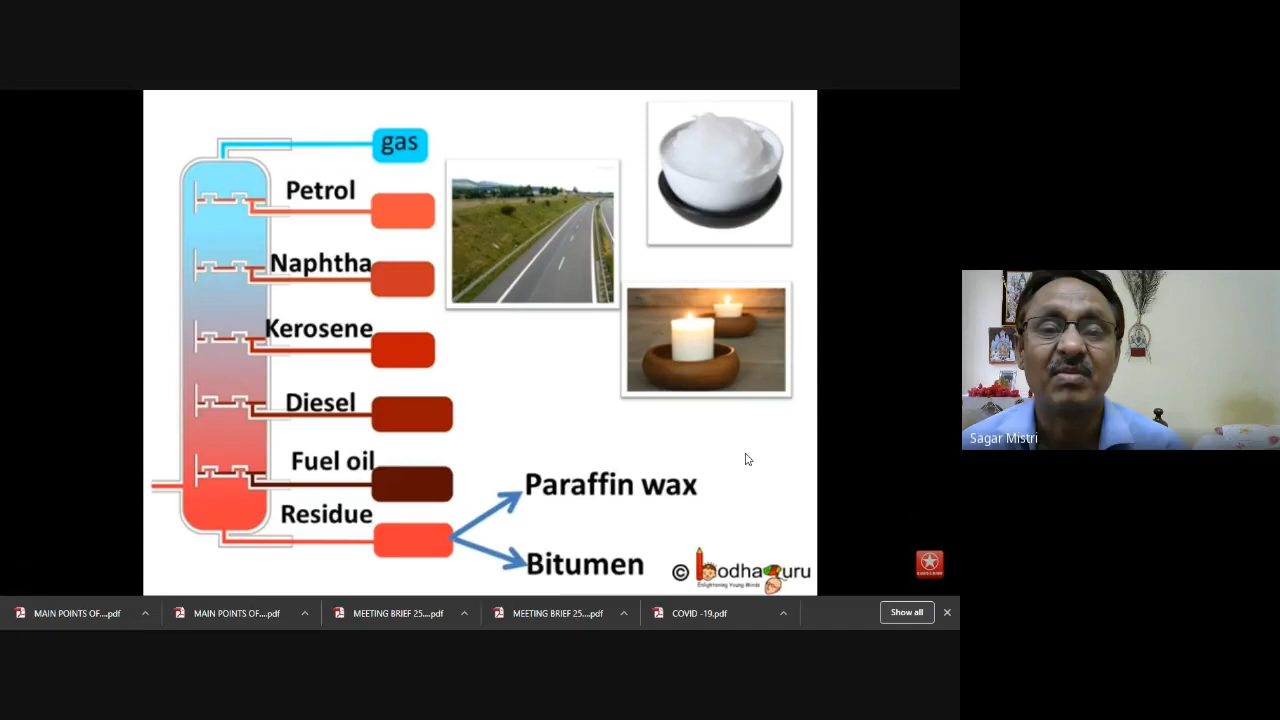 gas
Petrol
Naphtha
Kerosene
Diesel
Fuel oil
Residue
Paraffin wax
Bitumen
© BodhaGuru
Enlightening Young Minds
Sagar Mistri
MAIN POINTS OF....pdf
MAIN POINTS OF....pdf
MEETING BRIEF 25....pdf
MEETING BRIEF 25....pdf
COVID -19.pdf
Show all